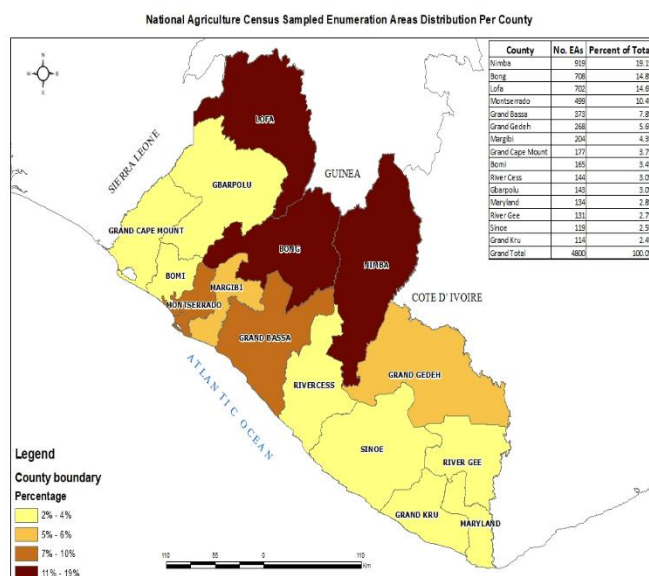 National Agriculture Census Sampled Enumeration Areas Distribution Per County
County No. EAs Percent of Tota
Nimba 919 19.1
Bong 708 14.8
Lofa 702 14.6
Montserrado 499 10.4
Grand Bassa 373 7.8
Grand Gedeh 268 5.6
Margibi 204 4.3
Grand Cape Mount 177 3.7
Bomi 165 3.4
River Cess 144 3.0
Gbarpolu 143 3.0
Maryland 134 2.8
River Gee 131 2.7
Sinoe 119 2.5
Grand Kru 114 2.4
Grand Total 4800 100.0
N
W E
S
LOFA
SIERRA LEONE
GUINEA
GBARPOLU
GRAND CAPE MOUNT
BONG
NIMBA
BOMI
MARGIBI
MONTSERRADO
COTE D' IVOIRE
GRAND BASSA
GRAND GEDEH
RIVERCESS
ATLANTIC OCEAN
SINOE
RIVER GEE
GRAND KRU
MARYLAND
Legend
County boundary
Percentage
2% - 4%
5% - 6%
7% - 10%
11% - 19%
110 55 0 110
Km